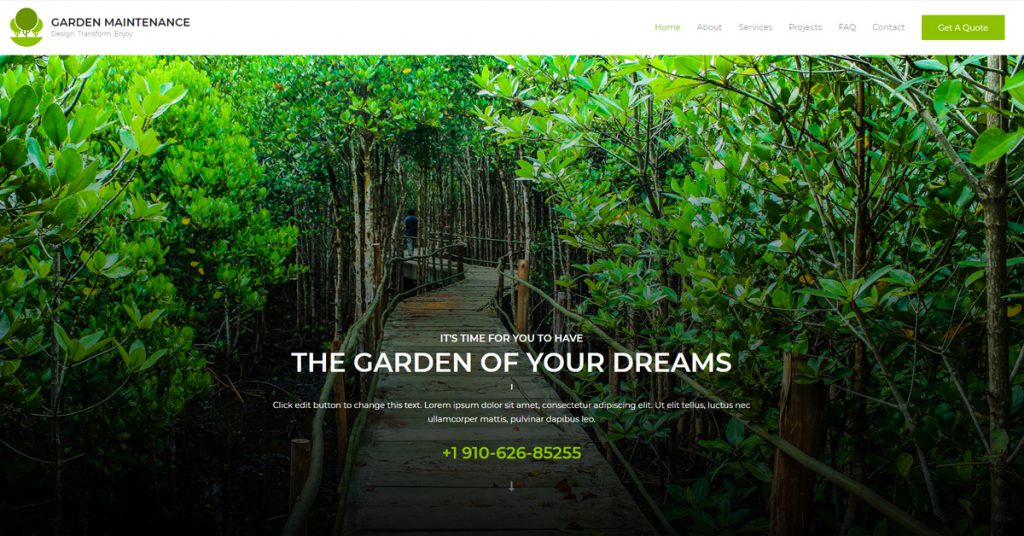 GARDEN MAINTENANCE
Design. Transform. Enjoy.
Home About Services Projects FAQ Contact Get A Quote
IT'S TIME FOR YOU TO HAVE
THE GARDEN OF YOUR DREAMS
Click edit button to change this text. Lorem ipsum dolor sit amet, consectetur adipiscing elit. Ut elit tellus, luctus nec
ullamcorper mattis, pulvinar dapibus leo.
+1 910-626-85255